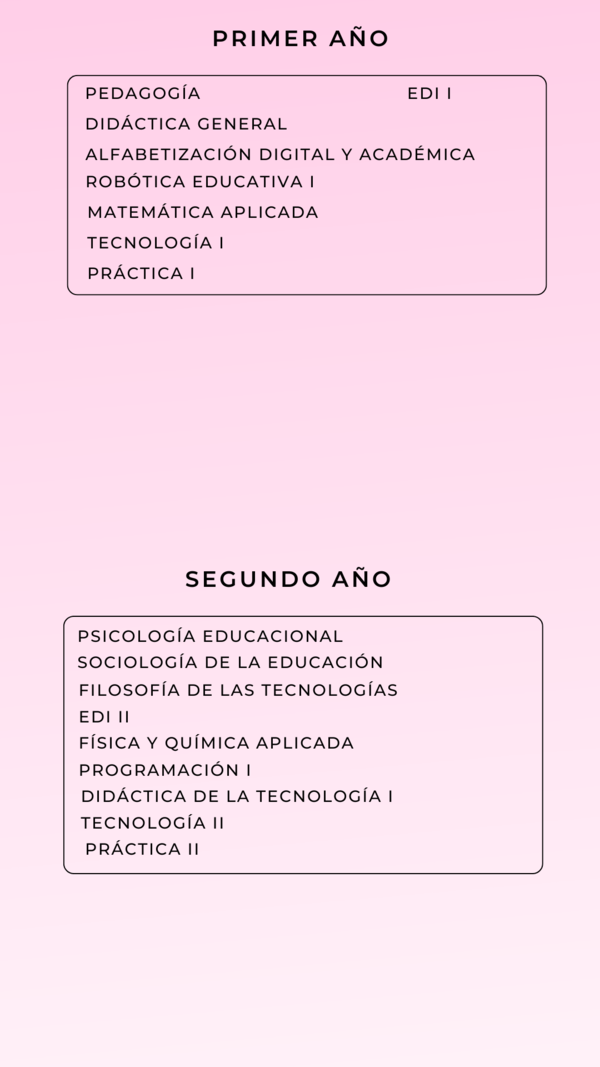 PRIMER AÑO
PEDAGOGÍA EDI I
DIDÁCTICA GENERAL
ALFABETIZACIÓN DIGITAL Y ACADÉMICA
ROBÓTICA EDUCATIVA I
MATEMÁTICA APLICADA
TECNOLOGÍA I
PRÁCTICA I
SEGUNDO AÑO
PSICOLOGÍA EDUCACIONAL
SOCIOLOGÍA DE LA EDUCACIÓN
FILOSOFÍA DE LAS TECNOLOGÍAS
EDI II
FÍSICA Y QUÍMICA APLICADA
PROGRAMACIÓN I
DIDÁCTICA DE LA TECNOLOGÍA I
TECNOLOGÍA II
PRÁCTICA II